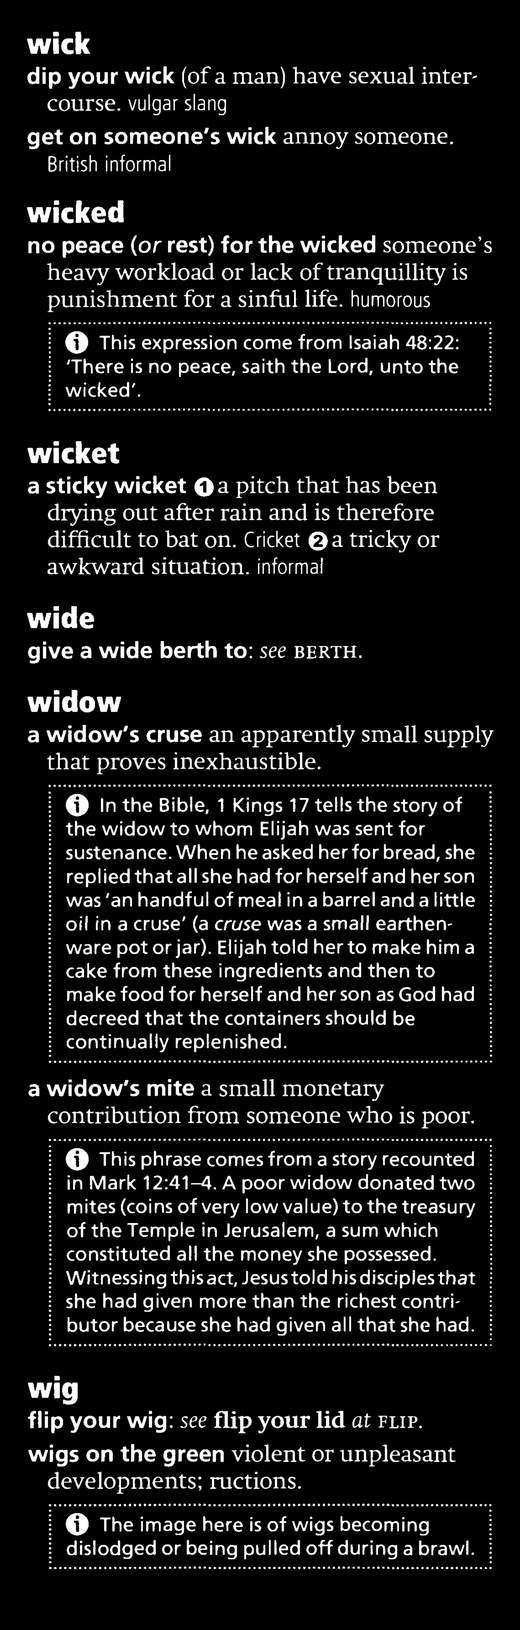 wick
dip your wick (of a man) have sexual inter-
course. vulgar slang
get on someone's wick annoy someone.
British informal
wicked
no peace (or rest) for the wicked someone's
heavy workload or lack of tranquillity is
punishment for a sinful life. humorous
ⓘ This expression come from Isaiah 48:22:
'There is no peace, saith the Lord, unto the
wicked'.
wicket
a sticky wicket ❶ a pitch that has been
drying out after rain and is therefore
difficult to bat on. Cricket ❷ a tricky or
awkward situation. informal
wide
give a wide berth to: see BERTH.
widow
a widow's cruse an apparently small supply
that proves inexhaustible.
ⓘ In the Bible, 1 Kings 17 tells the story of
the widow to whom Elijah was sent for
sustenance. When he asked her for bread, she
replied that all she had for herself and her son
was 'an handful of meal in a barrel and a little
oil in a cruse' (a cruse was a small earthen-
ware pot or jar). Elijah told her to make him a
cake from these ingredients and then to
make food for herself and her son as God had
decreed that the containers should be
continually replenished.
a widow's mite a small monetary
contribution from someone who is poor.
ⓘ This phrase comes from a story recounted
in Mark 12:41–4. A poor widow donated two
mites (coins of very low value) to the treasury
of the Temple in Jerusalem, a sum which
constituted all the money she possessed.
Witnessing this act, Jesus told his disciples that
she had given more than the richest contri-
butor because she had given all that she had.
wig
flip your wig: see flip your lid at FLIP.
wigs on the green violent or unpleasant
developments; ructions.
ⓘ The image here is of wigs becoming
dislodged or being pulled off during a brawl.